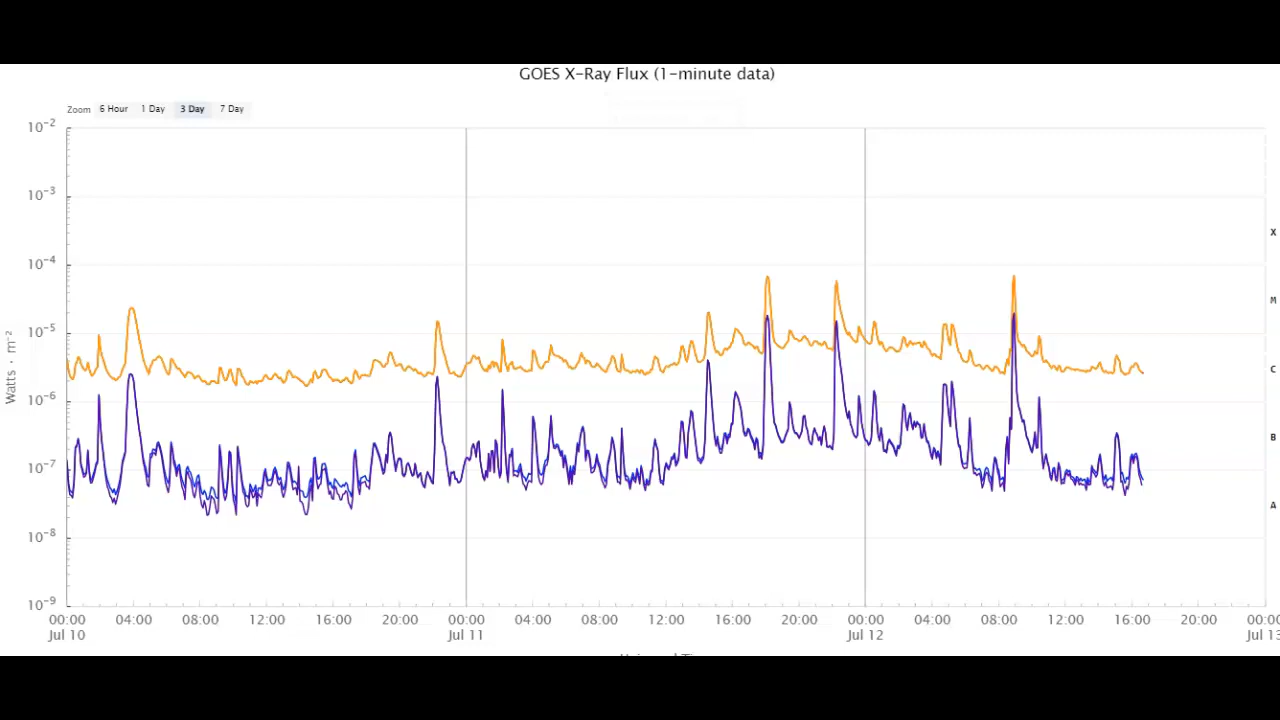 GOES X-Ray Flux (1-minute data)
Zoom 6 Hour 1 Day 3 Day 7 Day
10⁻²
10⁻³
10⁻⁴
10⁻⁵
10⁻⁶
10⁻⁷
10⁻⁸
10⁻⁹
Watts · m⁻²
X
M
C
B
A
00:00 04:00 08:00 12:00 16:00 20:00 00:00 04:00 08:00 12:00 16:00 20:00 00:00 04:00 08:00 12:00 16:00 20:00 00:00
Jul 10 Jul 11 Jul 12 Jul 13